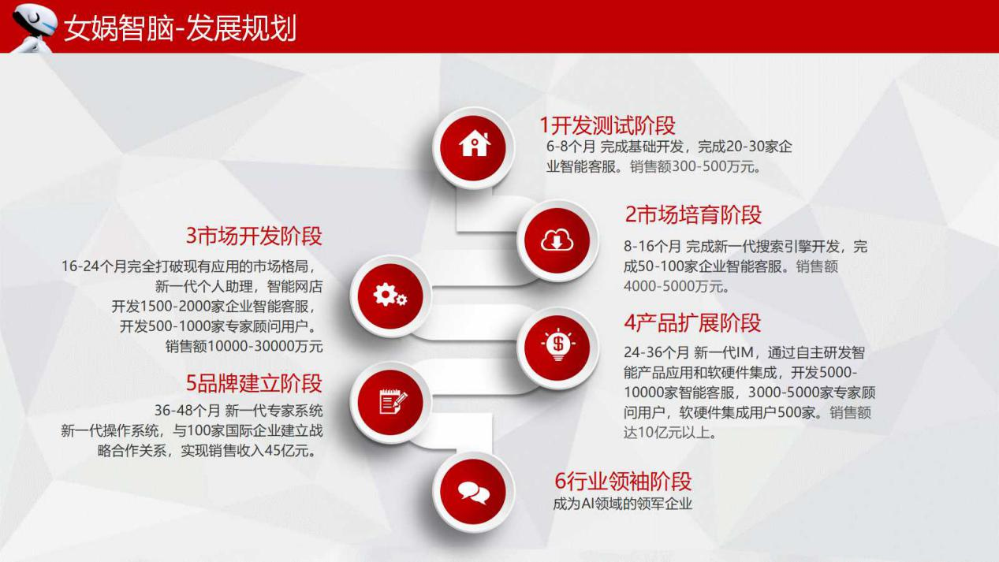 女娲智脑-发展规划
1开发测试阶段
6-8个月 完成基础开发，完成20-30家企
业智能客服。销售额300-500万元。
2市场培育阶段
8-16个月 完成新一代搜索引擎开发，完
成50-100家企业智能客服。销售额
4000-5000万元。
3市场开发阶段
16-24个月完全打破现有应用的市场格局，
新一代个人助理，智能网店
开发1500-2000家企业智能客服，
开发500-1000家专家顾问用户。
销售额10000-30000万元
4产品扩展阶段
24-36个月 新一代IM，通过自主研发智
能产品应用和软硬件集成，开发5000-
10000家智能客服，3000-5000家专家顾
问用户，软硬件集成用户500家。销售额
达10亿元以上。
5品牌建立阶段
36-48个月 新一代专家系统
新一代操作系统，与100家国际企业建立战
略合作关系，实现销售收入45亿元。
6行业领袖阶段
成为AI领域的领军企业